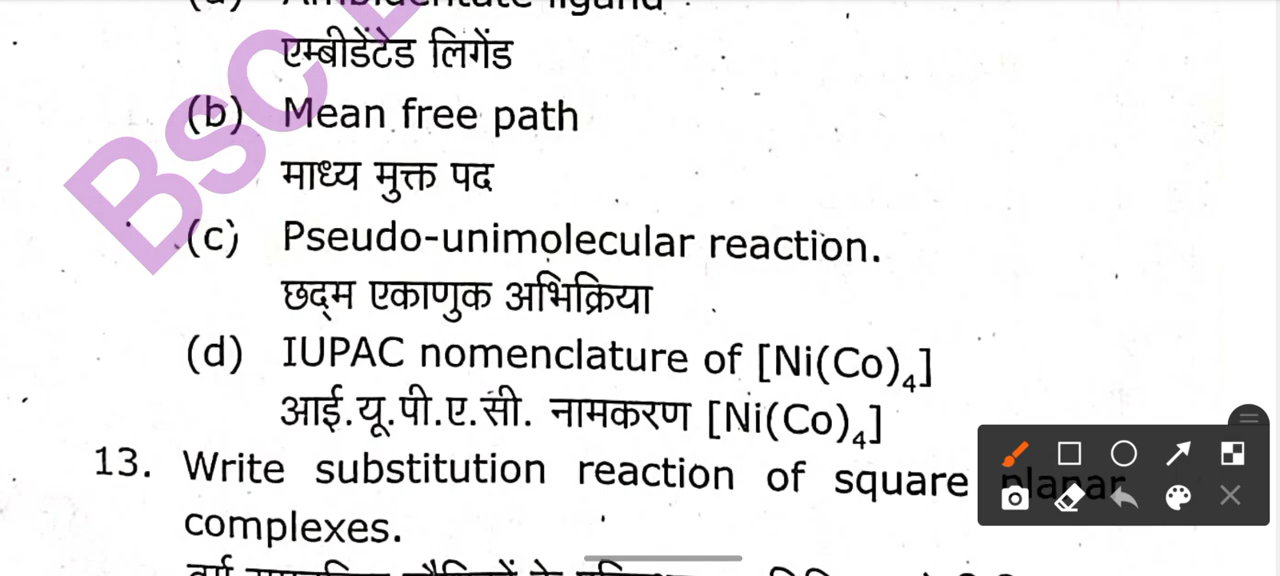 एम्बीडेंटेड लिगेंड
(b) Mean free path
माध्य मुक्त पद
(c) Pseudo-unimolecular reaction.
छद्म एकाणुक अभिक्रिया
(d) IUPAC nomenclature of [Ni(Co)₄]
आई.यू.पी.ए.सी. नामकरण [Ni(Co)₄]
13. Write substitution reaction of square planar
complexes.
BSC